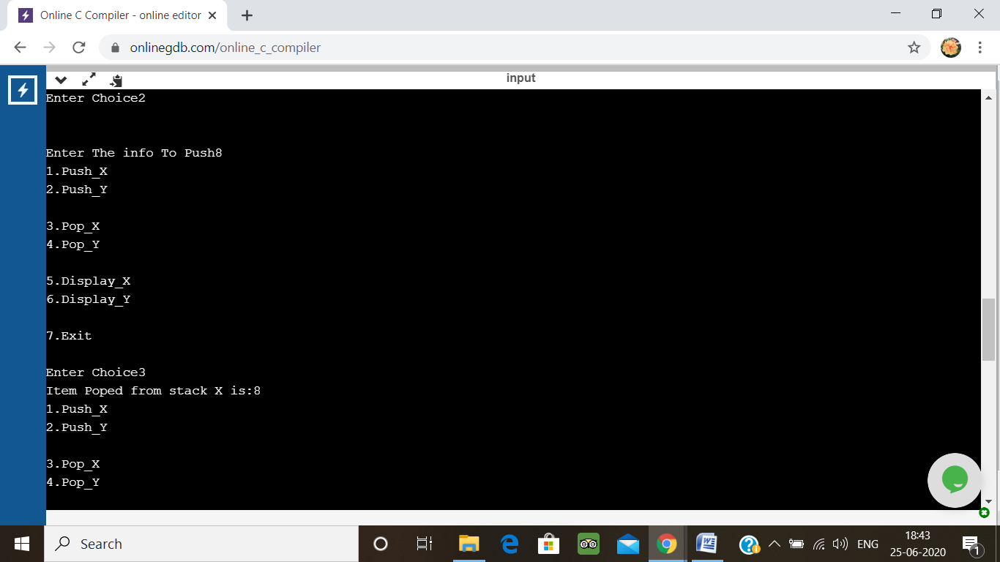 Online C Compiler - online editor
onlinegdb.com/online_c_compiler
input
Enter Choice2
Enter The info To Push8
1.Push_X
2.Push_Y
3.Pop_X
4.Pop_Y
5.Display_X
6.Display_Y
7.Exit
Enter Choice3
Item Poped from stack X is:8
1.Push_X
2.Push_Y
3.Pop_X
4.Pop_Y
Search
ENG
18:43
25-06-2020
1